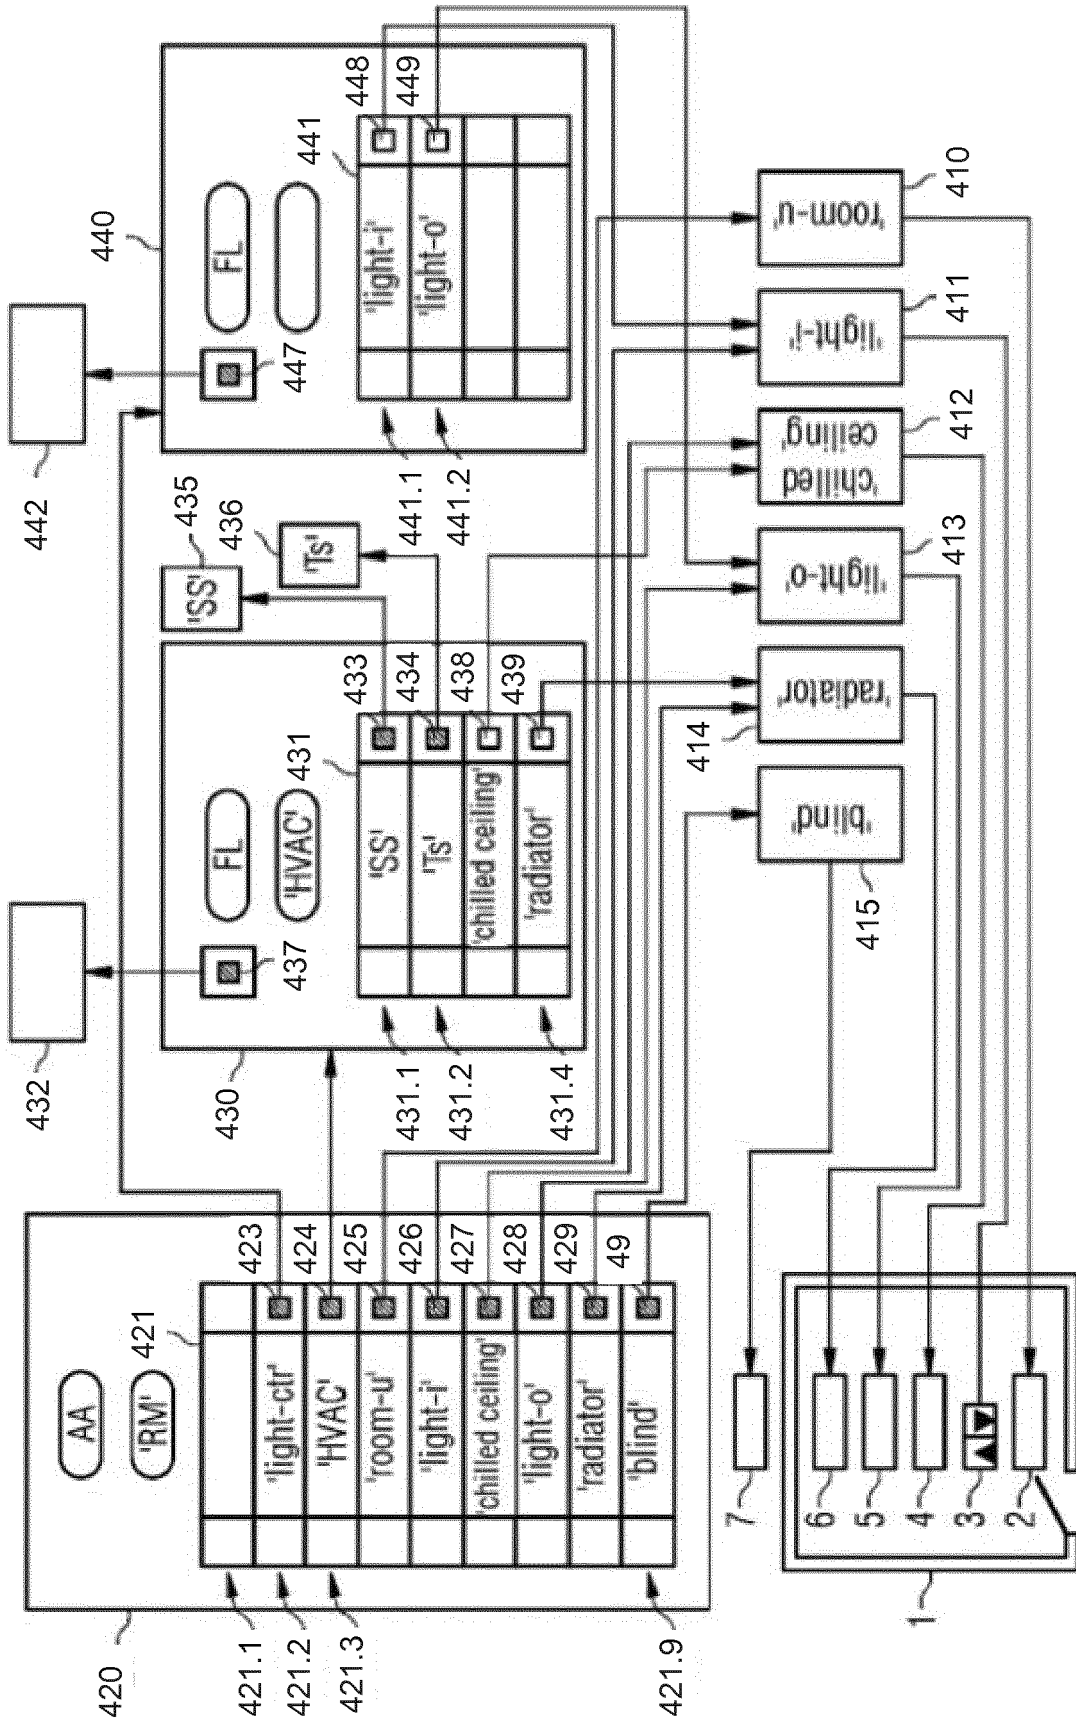 420
AA
'RM'
421
'light-ctr'
'HVAC'
'room-u'
'light-i'
'chilled ceiling'
'light-o'
'radiator'
'blind'
423
424
425
426
427
428
429
49
421.1
421.2
421.3
421.9
432
430
437
FL
'HVAC'
431
'SS'
'Ts'
'chilled ceiling'
'radiator'
433
434
438
439
431.1
431.2
431.4
435
'SS'
436
'Ts'
442
440
447
FL
441
'light-i'
'light-o'
448
449
441.1
441.2
'room-u'
410
'light-i'
411
'chilled
ceiling'
412
'light-o'
413
'radiator'
414
'blind'
415
7
6
5
4
3
2
1